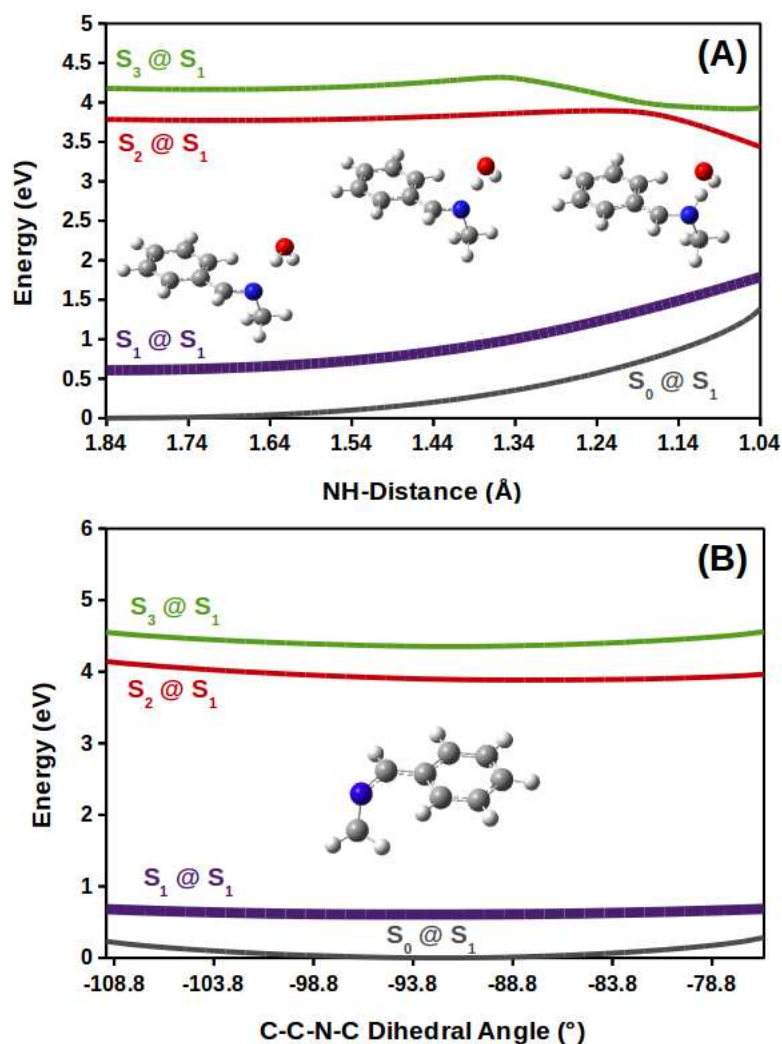 (A)
5
4.5
4
3.5
3
2.5
2
1.5
1
0.5
0
Energy (eV)
S3 @ S1
S2 @ S1
S1 @ S1
S0 @ S1
1.84 1.74 1.64 1.54 1.44 1.34 1.24 1.14 1.04
NH-Distance (Å)
(B)
6
5
4
3
2
1
0
Energy (eV)
S3 @ S1
S2 @ S1
S1 @ S1
S0 @ S1
-108.8 -103.8 -98.8 -93.8 -88.8 -83.8 -78.8
C-C-N-C Dihedral Angle (°)